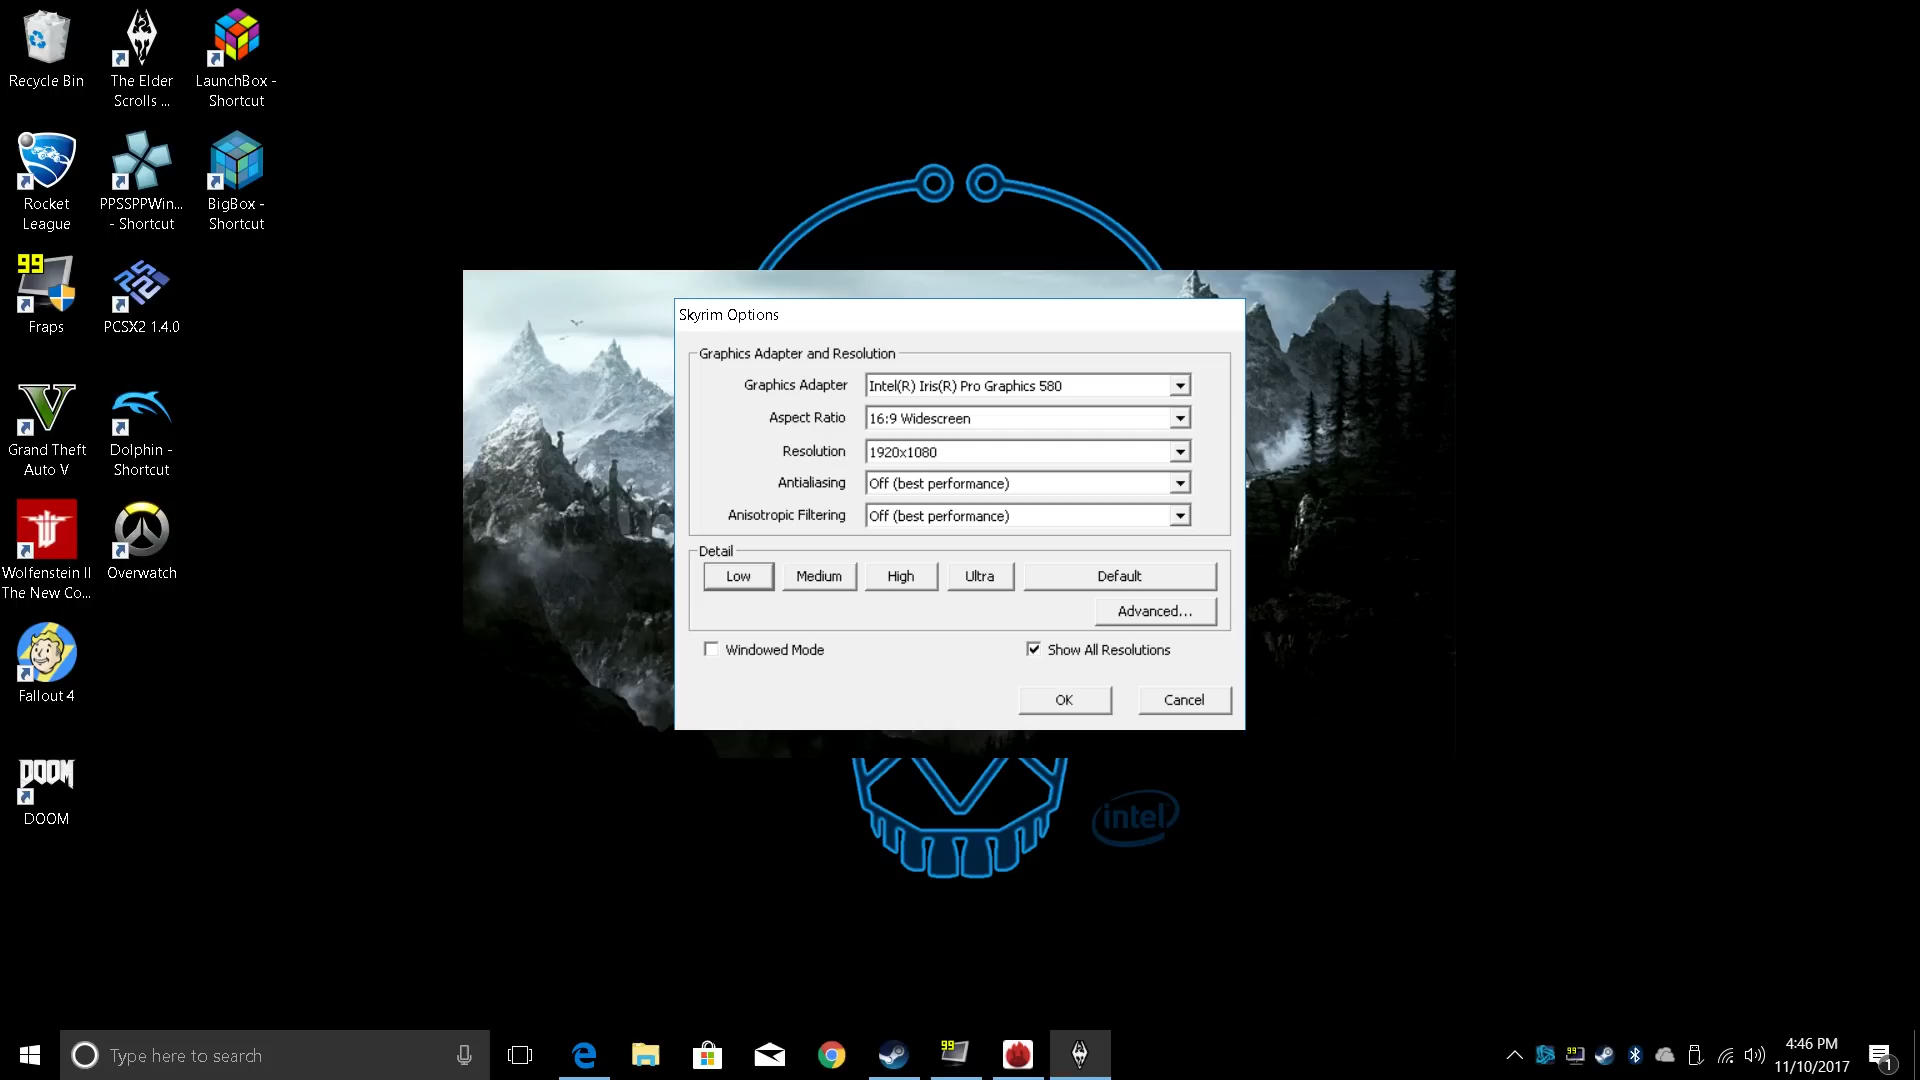 Recycle Bin
The Elder
Scrolls ...
LaunchBox -
Shortcut
Rocket
League
PPSSPPWin...
- Shortcut
BigBox -
Shortcut
99
Fraps
PCSX2 1.4.0
Grand Theft
Auto V
Dolphin -
Shortcut
Wolfenstein II
The New Co...
Overwatch
Fallout 4
DOOM
DOOM
Skyrim Options
Graphics Adapter and Resolution
Graphics Adapter
Intel(R) Iris(R) Pro Graphics 580
Aspect Ratio
16:9 Widescreen
Resolution
1920x1080
Antialiasing
Off (best performance)
Anisotropic Filtering
Off (best performance)
Detail
Low
Medium
High
Ultra
Default
Advanced...
Windowed Mode
Show All Resolutions
OK
Cancel
intel
Type here to search
99
99
4:46 PM
11/10/2017
1